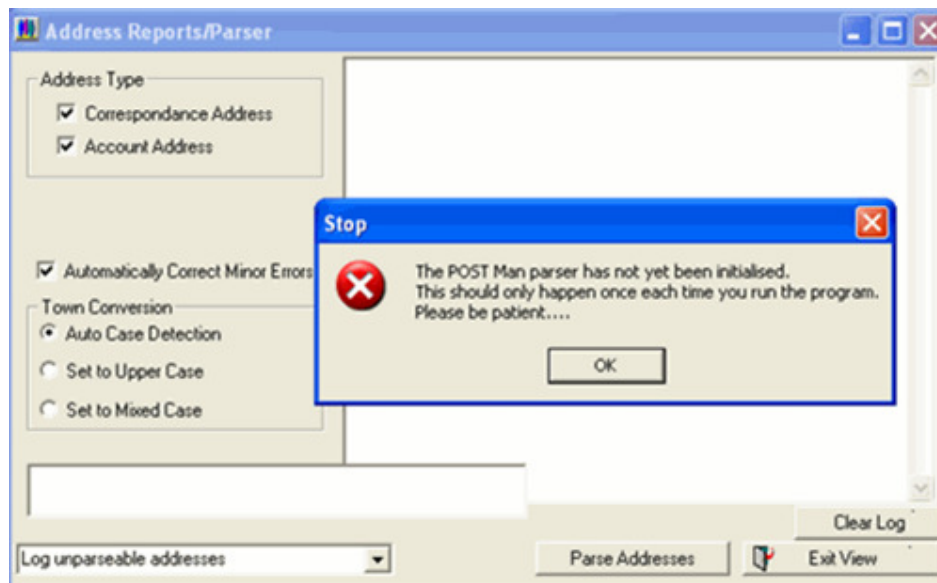 Address Reports/Parser
Address Type
Correspondance Address
Account Address
Automatically Correct Minor Errors
Town Conversion
Auto Case Detection
Set to Upper Case
Set to Mixed Case
Stop
The POST Man parser has not yet been initialised.
This should only happen once each time you run the program.
Please be patient....
OK
Clear Log
Log unparseable addresses
Parse Addresses
Exit View